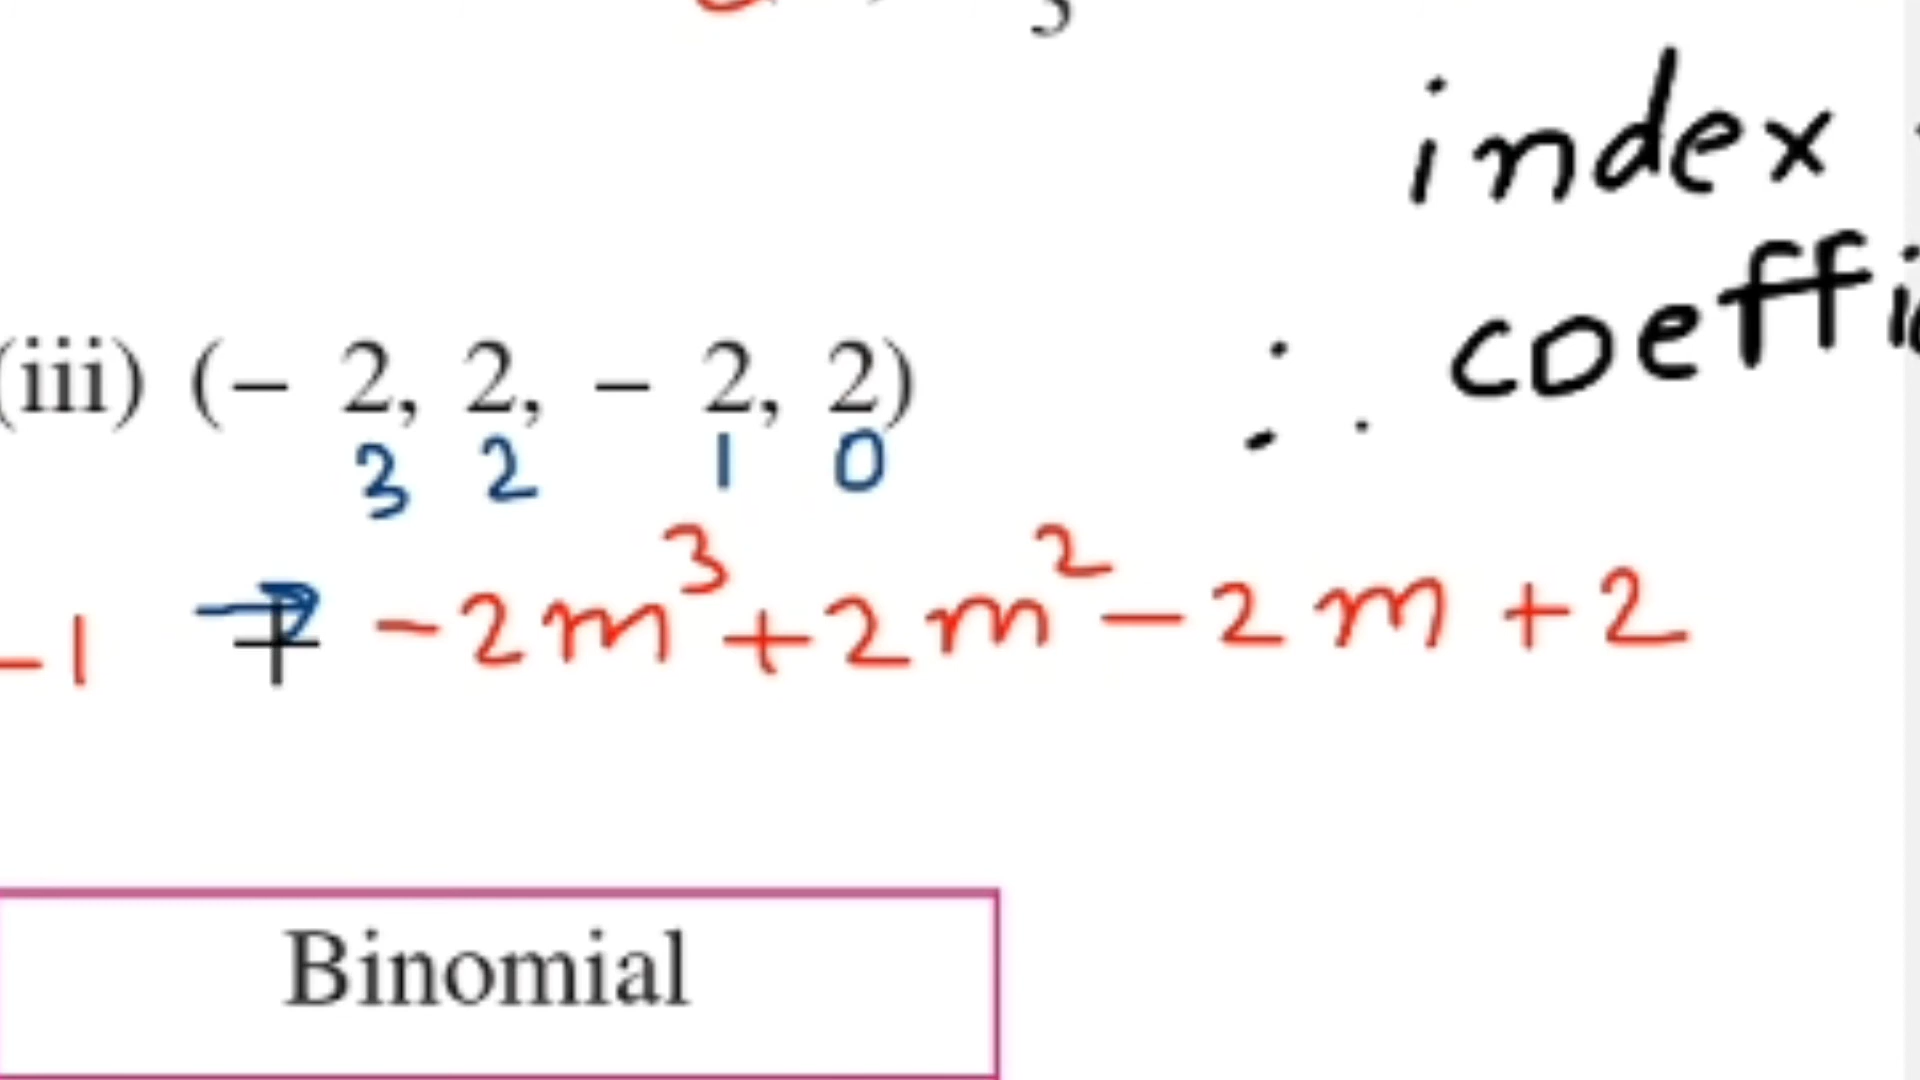 index
(iii) (– 2, 2, – 2, 2)
∴ coeffi
3 2 1 0
-1 → -2m³+2m²-2m+2
Binomial